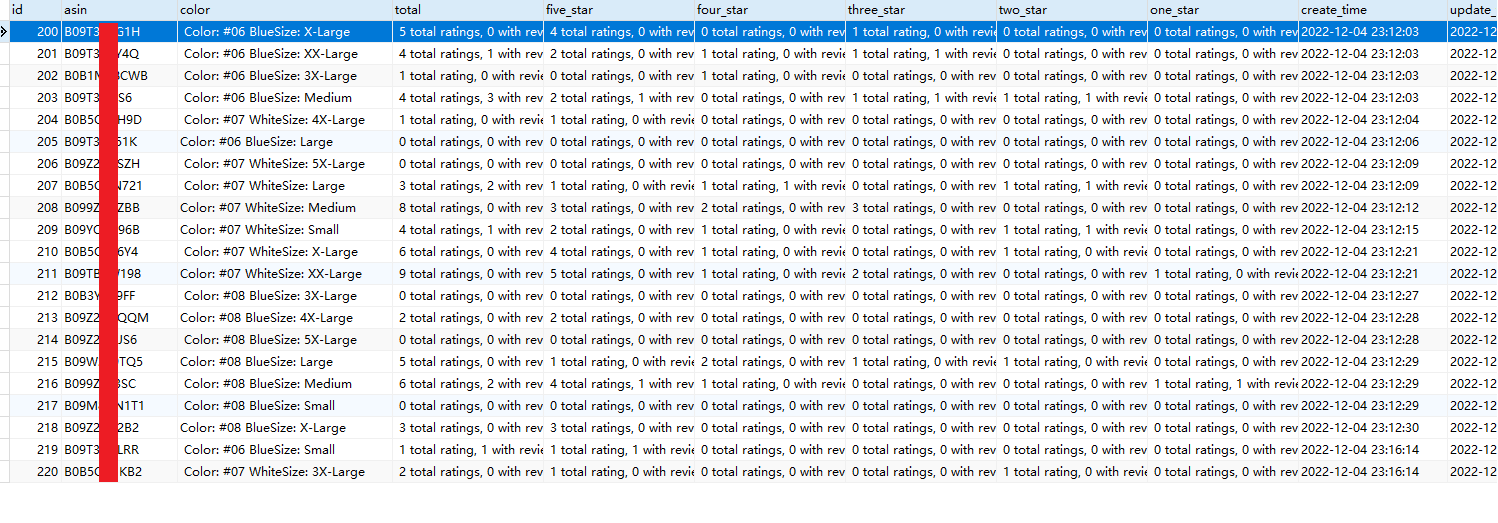 id asin color total five_star four_star three_star two_star one_star create_time update_
200 B09T3 G1H Color: #06 BlueSize: X-Large 5 total ratings, 0 with rev 4 total ratings, 0 with rev 0 total ratings, 0 with rev 1 total rating, 0 with revie 0 total ratings, 0 with rev 0 total ratings, 0 with rev 2022-12-04 23:12:03 2022-12
201 B09T3 V4Q Color: #06 BlueSize: XX-Large 4 total ratings, 1 with rev 2 total ratings, 0 with rev 1 total rating, 0 with revie 1 total rating, 1 with revie 0 total ratings, 0 with rev 0 total ratings, 0 with rev 2022-12-04 23:12:03 2022-12
202 B0B1M BCWB Color: #06 BlueSize: 3X-Large 1 total rating, 0 with revie 0 total ratings, 0 with rev 1 total rating, 0 with revie 0 total ratings, 0 with rev 0 total ratings, 0 with rev 0 total ratings, 0 with rev 2022-12-04 23:12:03 2022-12
203 B09T3 S6 Color: #06 BlueSize: Medium 4 total ratings, 3 with rev 2 total ratings, 1 with rev 0 total ratings, 0 with rev 1 total rating, 1 with revie 1 total rating, 1 with revie 0 total ratings, 0 with rev 2022-12-04 23:12:03 2022-12
204 B0B5C H9D Color: #07 WhiteSize: 4X-Large 1 total rating, 0 with revie 1 total rating, 0 with revie 0 total ratings, 0 with rev 0 total ratings, 0 with rev 0 total ratings, 0 with rev 0 total ratings, 0 with rev 2022-12-04 23:12:04 2022-12
205 B09T3 61K Color: #06 BlueSize: Large 0 total ratings, 0 with rev 0 total ratings, 0 with rev 0 total ratings, 0 with rev 0 total ratings, 0 with rev 0 total ratings, 0 with rev 0 total ratings, 0 with rev 2022-12-04 23:12:06 2022-12
206 B09Z2 SZH Color: #07 WhiteSize: 5X-Large 0 total ratings, 0 with rev 0 total ratings, 0 with rev 0 total ratings, 0 with rev 0 total ratings, 0 with rev 0 total ratings, 0 with rev 0 total ratings, 0 with rev 2022-12-04 23:12:09 2022-12
207 B0B5C N721 Color: #07 WhiteSize: Large 3 total ratings, 2 with rev 1 total rating, 0 with revie 1 total rating, 1 with revie 0 total ratings, 0 with rev 1 total rating, 1 with revie 0 total ratings, 0 with rev 2022-12-04 23:12:09 2022-12
208 B099Z ZBB Color: #07 WhiteSize: Medium 8 total ratings, 0 with rev 3 total ratings, 0 with rev 2 total ratings, 0 with rev 3 total ratings, 0 with rev 0 total ratings, 0 with rev 0 total ratings, 0 with rev 2022-12-04 23:12:12 2022-12
209 B09YC 96B Color: #07 WhiteSize: Small 4 total ratings, 1 with rev 2 total ratings, 0 with rev 1 total rating, 0 with revie 0 total ratings, 0 with rev 1 total rating, 1 with revie 0 total ratings, 0 with rev 2022-12-04 23:12:15 2022-12
210 B0B5C 6Y4 Color: #07 WhiteSize: X-Large 6 total ratings, 0 with rev 4 total ratings, 0 with rev 1 total rating, 0 with revie 0 total ratings, 0 with rev 1 total rating, 0 with revie 0 total ratings, 0 with rev 2022-12-04 23:12:21 2022-12
211 B09TB V198 Color: #07 WhiteSize: XX-Large 9 total ratings, 0 with rev 5 total ratings, 0 with rev 1 total rating, 0 with revie 2 total ratings, 0 with rev 0 total ratings, 0 with rev 1 total rating, 0 with revie 2022-12-04 23:12:21 2022-12
212 B0B3Y 9FF Color: #08 BlueSize: 3X-Large 0 total ratings, 0 with rev 0 total ratings, 0 with rev 0 total ratings, 0 with rev 0 total ratings, 0 with rev 0 total ratings, 0 with rev 0 total ratings, 0 with rev 2022-12-04 23:12:27 2022-12
213 B09Z2 QQM Color: #08 BlueSize: 4X-Large 2 total ratings, 0 with rev 2 total ratings, 0 with rev 0 total ratings, 0 with rev 0 total ratings, 0 with rev 0 total ratings, 0 with rev 0 total ratings, 0 with rev 2022-12-04 23:12:28 2022-12
214 B09Z2 JS6 Color: #08 BlueSize: 5X-Large 0 total ratings, 0 with rev 0 total ratings, 0 with rev 0 total ratings, 0 with rev 0 total ratings, 0 with rev 0 total ratings, 0 with rev 0 total ratings, 0 with rev 2022-12-04 23:12:28 2022-12
215 B09W TQ5 Color: #08 BlueSize: Large 5 total ratings, 0 with rev 1 total rating, 0 with revie 2 total ratings, 0 with rev 1 total rating, 0 with revie 1 total rating, 0 with revie 0 total ratings, 0 with rev 2022-12-04 23:12:29 2022-12
216 B099Z 3SC Color: #08 BlueSize: Medium 6 total ratings, 2 with rev 4 total ratings, 1 with rev 1 total rating, 0 with revie 0 total ratings, 0 with rev 0 total ratings, 0 with rev 1 total rating, 1 with revie 2022-12-04 23:12:29 2022-12
217 B09M N1T1 Color: #08 BlueSize: Small 0 total ratings, 0 with rev 0 total ratings, 0 with rev 0 total ratings, 0 with rev 0 total ratings, 0 with rev 0 total ratings, 0 with rev 0 total ratings, 0 with rev 2022-12-04 23:12:29 2022-12
218 B09Z2 2B2 Color: #08 BlueSize: X-Large 3 total ratings, 0 with rev 3 total ratings, 0 with rev 0 total ratings, 0 with rev 0 total ratings, 0 with rev 0 total ratings, 0 with rev 0 total ratings, 0 with rev 2022-12-04 23:12:30 2022-12
219 B09T3 LRR Color: #06 BlueSize: Small 1 total rating, 1 with revie 1 total rating, 1 with revie 0 total ratings, 0 with rev 0 total ratings, 0 with rev 0 total ratings, 0 with rev 0 total ratings, 0 with rev 2022-12-04 23:16:14 2022-12
220 B0B5C KB2 Color: #07 WhiteSize: 3X-Large 2 total ratings, 0 with rev 1 total rating, 0 with revie 0 total ratings, 0 with rev 0 total ratings, 0 with rev 1 total rating, 0 with revie 0 total ratings, 0 with rev 2022-12-04 23:16:14 2022-12